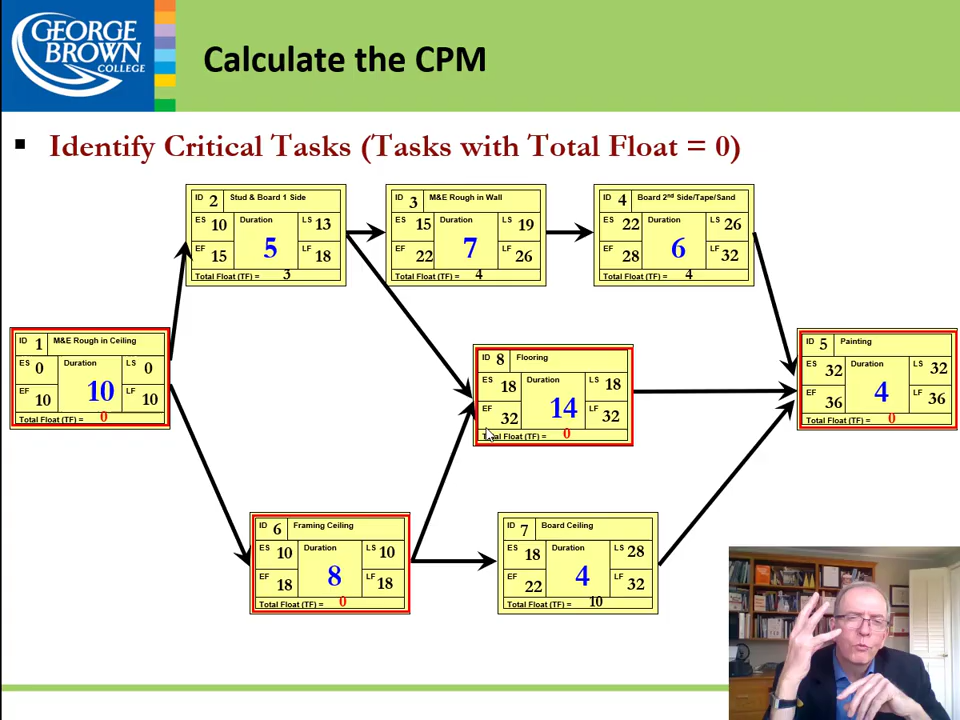 GEORGE
BROWN
COLLEGE
Calculate the CPM
Identify Critical Tasks (Tasks with Total Float = 0)
ID 2 Stud & Board 1 Side
ES 10 Duration LS 13
5
EF 15 LF 18
Total Float (TF) = 3
ID 3 M&E Rough in Wall
ES 15 Duration LS 19
7
EF 22 LF 26
Total Float (TF) = 4
ID 4 Board 2nd Side/Tape/Sand
ES 22 Duration LS 26
6
EF 28 LF 32
Total Float (TF) = 4
ID 1 M&E Rough in Ceiling
ES 0 Duration LS 0
10
EF 10 LF 10
Total Float (TF) = 0
ID 8 Flooring
ES 18 Duration LS 18
14
EF 32 LF 32
Total Float (TF) = 0
ID 5 Painting
ES 32 Duration LS 32
4
EF 36 LF 36
Total Float (TF) = 0
ID 6 Framing Ceiling
ES 10 Duration LS 10
8
EF 18 LF 18
Total Float (TF) = 0
ID 7 Board Ceiling
ES 18 Duration LS 28
4
EF 22 LF 32
Total Float (TF) = 10